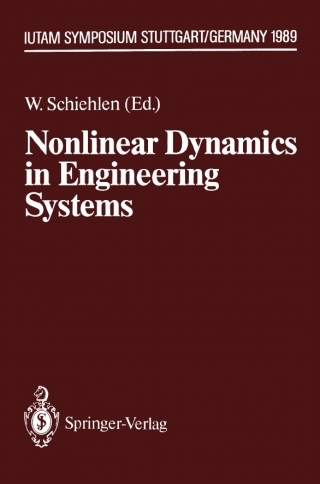 IUTAM SYMPOSIUM STUTTGART/GERMANY 1989
W. Schiehlen (Ed.)
Nonlinear Dynamics
in Engineering
Systems
Springer-Verlag